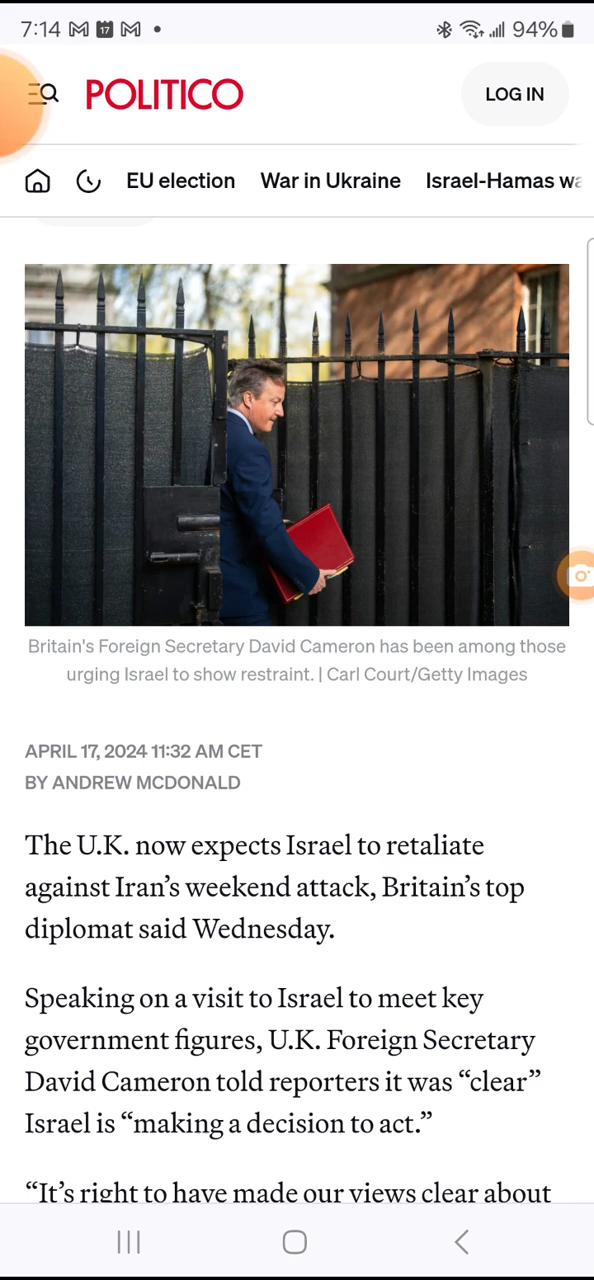 7:14 17 94%
POLITICO LOG IN
EU election War in Ukraine Israel-Hamas wa
Britain's Foreign Secretary David Cameron has been among those
urging Israel to show restraint. | Carl Court/Getty Images
APRIL 17, 2024 11:32 AM CET
BY ANDREW MCDONALD
The U.K. now expects Israel to retaliate
against Iran’s weekend attack, Britain’s top
diplomat said Wednesday.
Speaking on a visit to Israel to meet key
government figures, U.K. Foreign Secretary
David Cameron told reporters it was “clear”
Israel is “making a decision to act.”
“It’s right to have made our views clear about